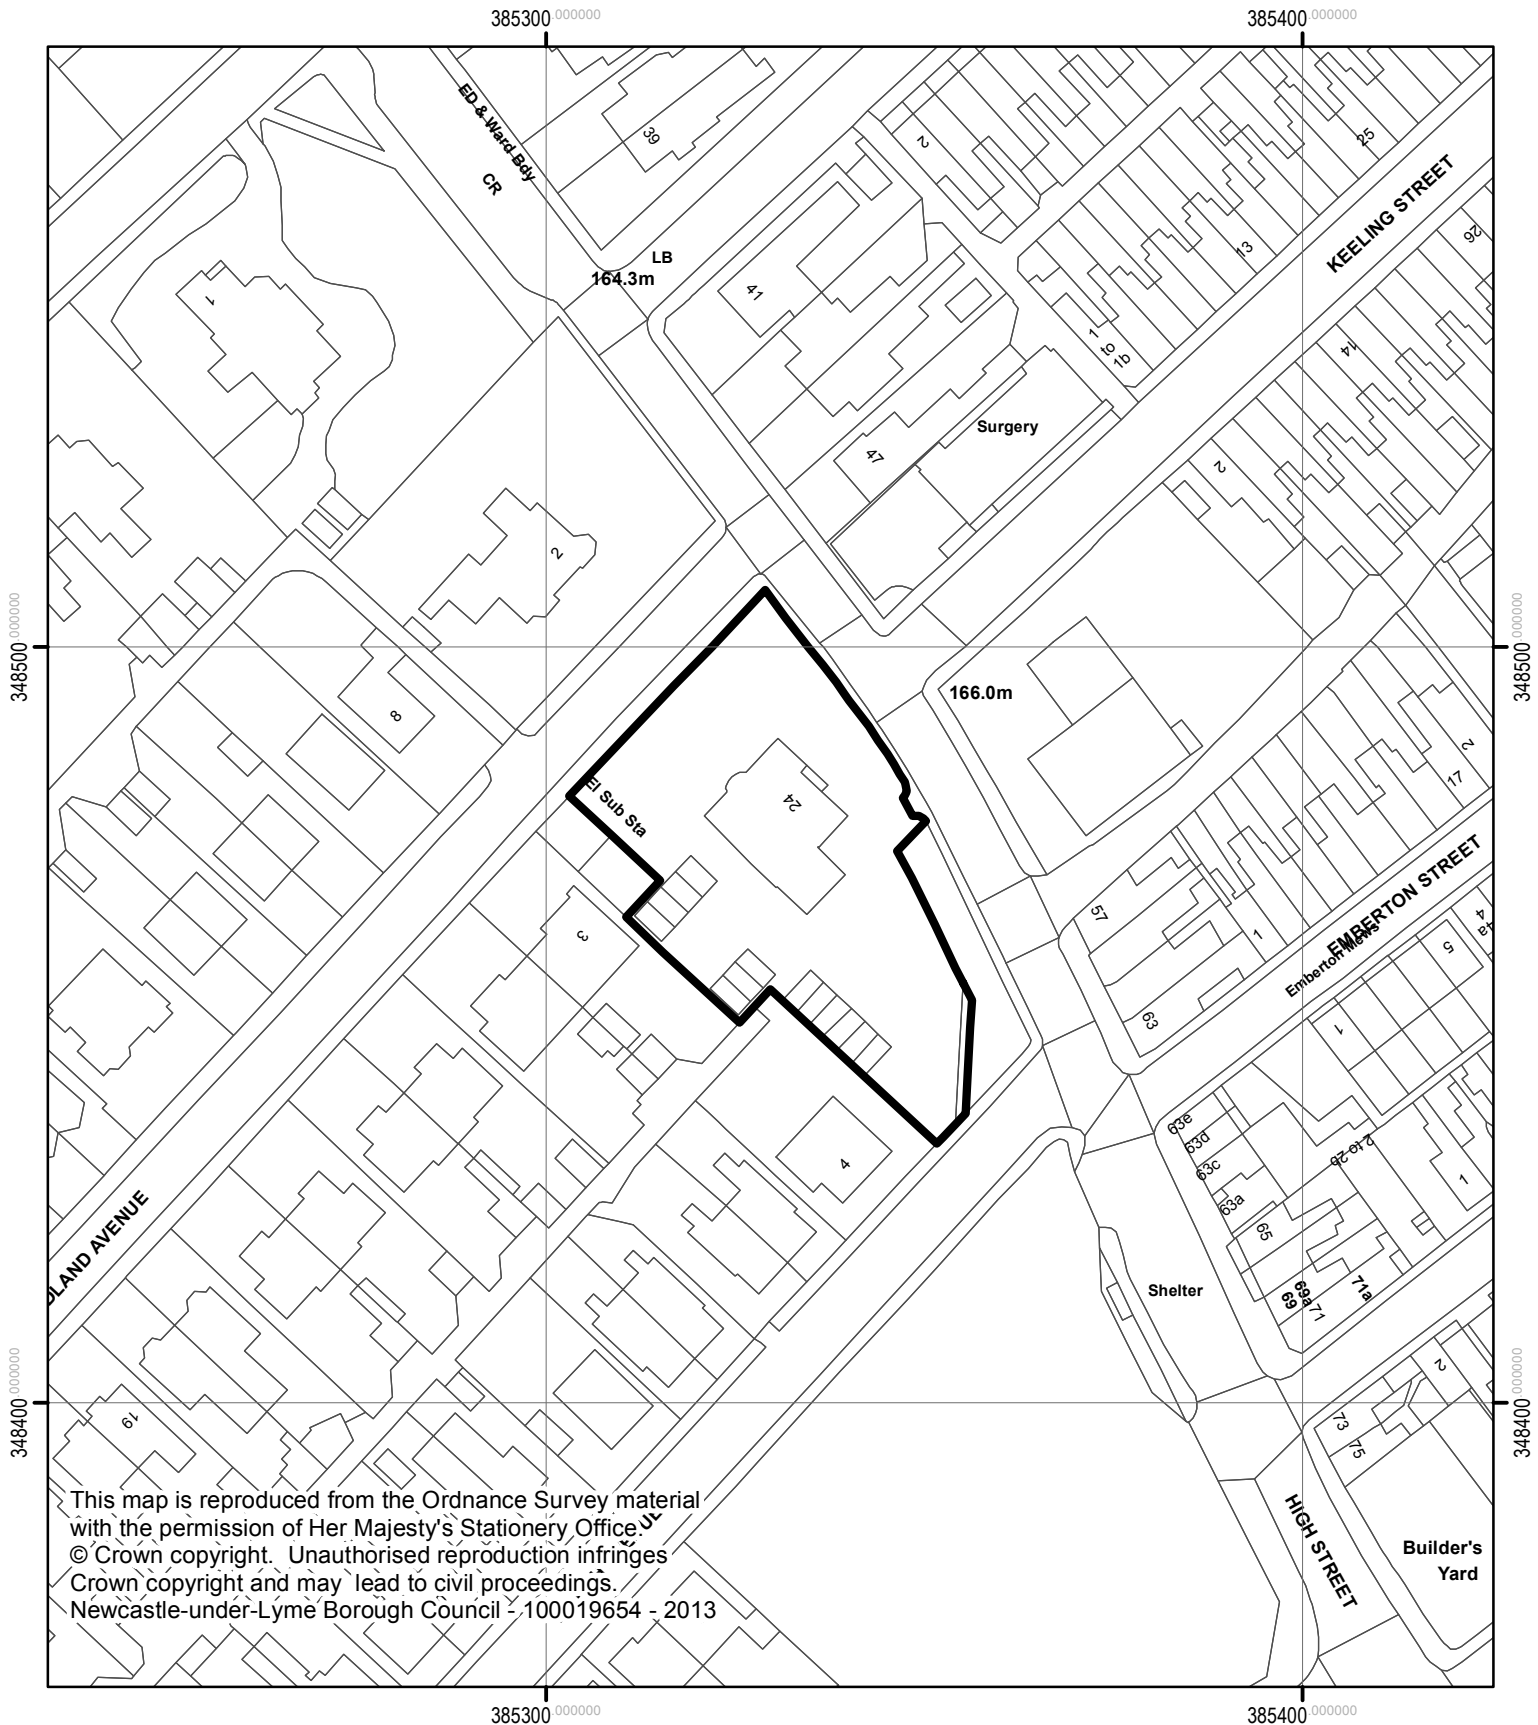 385300.000000
385400.000000
ED & Ward Bdy
CR
39
2
25
KEELING STREET
26
LB
164.3m
41
13
1
1 to 1b
14
Surgery
47
2
2
348500.000000
348500.000000
166.0m
8
El Sub Sta
24
2
17
57
3
1
EMBERTON STREET
Emberton Mews
4
4a
5
63
1
63e
63d
63c
63a
2 to 2b
1
4
65
DLAND AVENUE
Shelter
69
69a
71
71a
2
348400.000000
348400.000000
19
73
75
This map is reproduced from the Ordnance Survey material
with the permission of Her Majesty's Stationery Office.
© Crown copyright. Unauthorised reproduction infringes
Crown copyright and may lead to civil proceedings.
Newcastle-under-Lyme Borough Council - 100019654 - 2013
HIGH STREET
Builder's
Yard
385300.000000
385400.000000